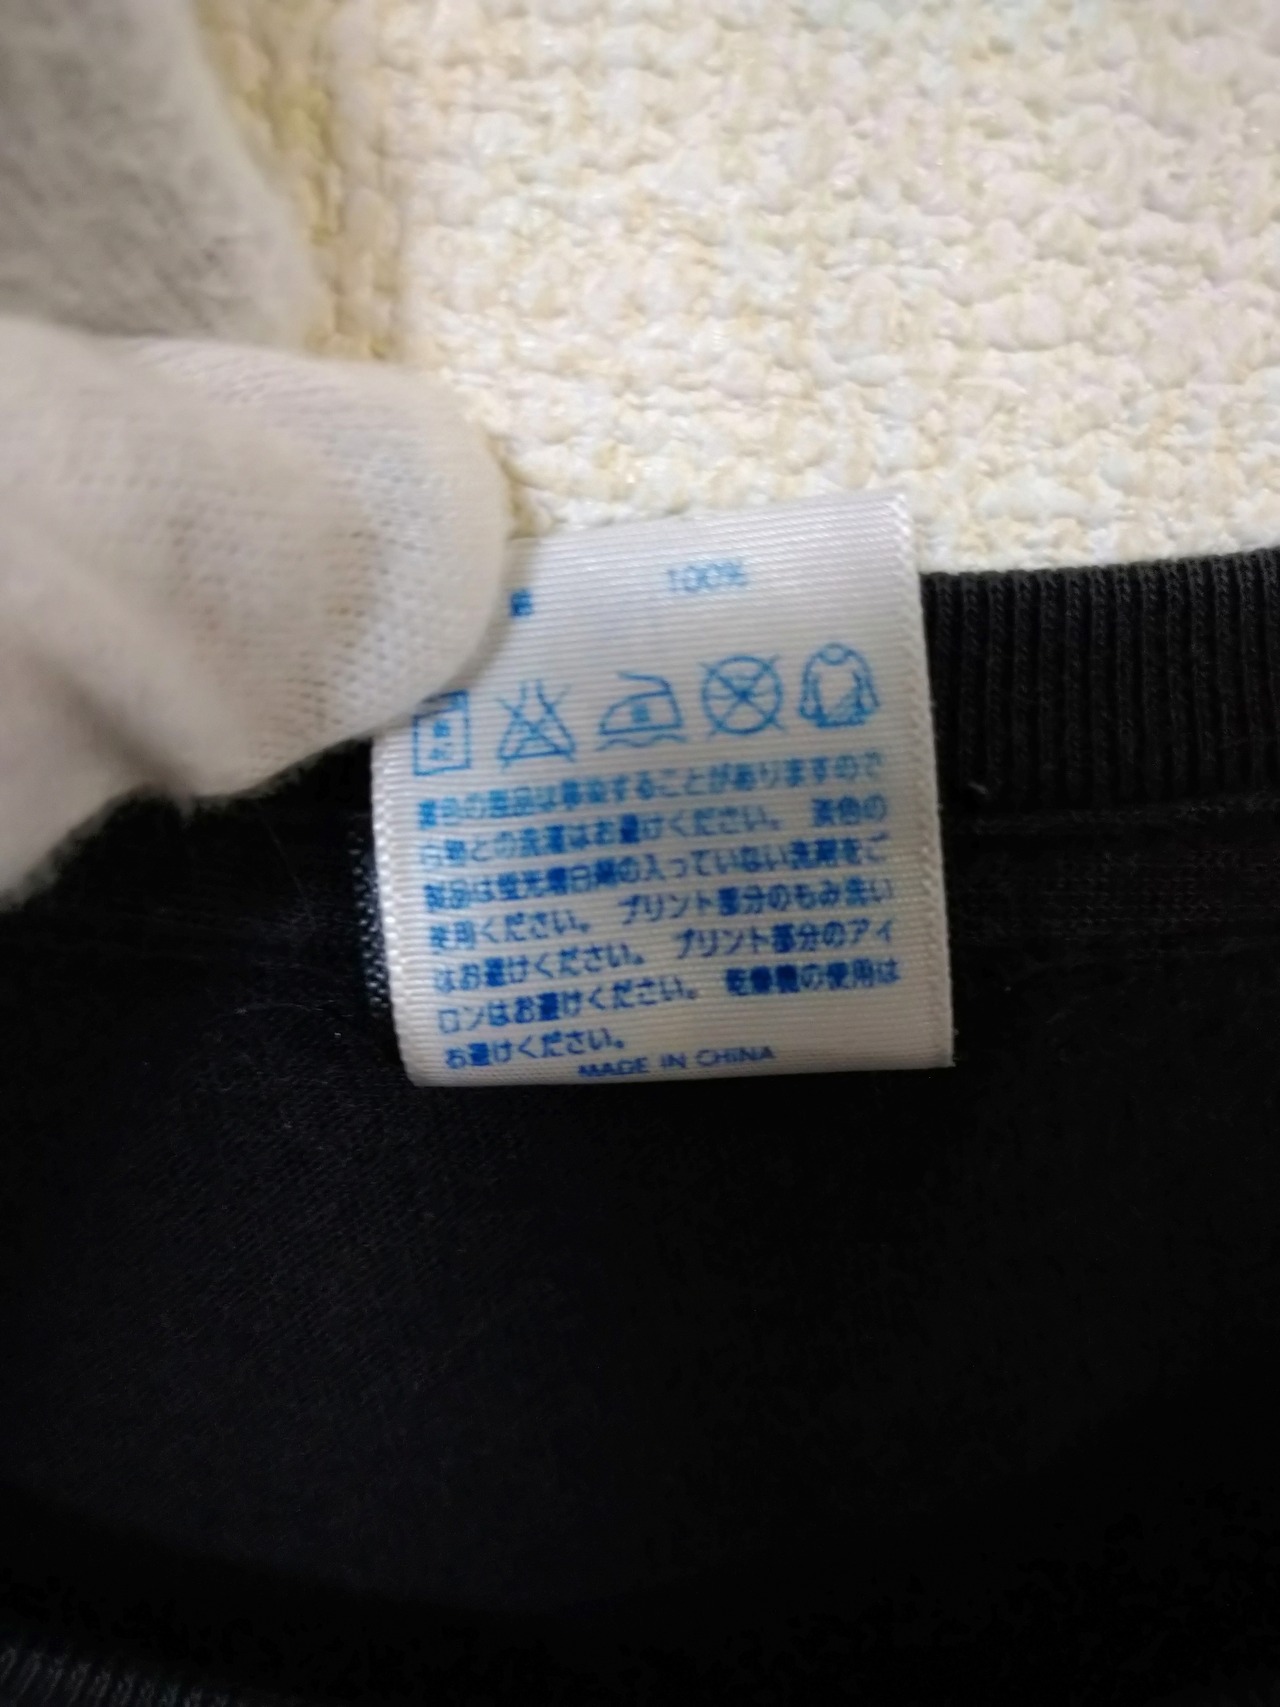 綿 100%
中
濃色の製品は移染することがありますので
白物との洗濯はお避けください。 淡色の
製品は蛍光増白剤の入っていない洗剤をご
使用ください。 プリント部分のもみ洗い
はお避けください。 プリント部分のアイ
ロンはお避けください。 乾燥機の使用は
お避けください。
MADE IN CHINA